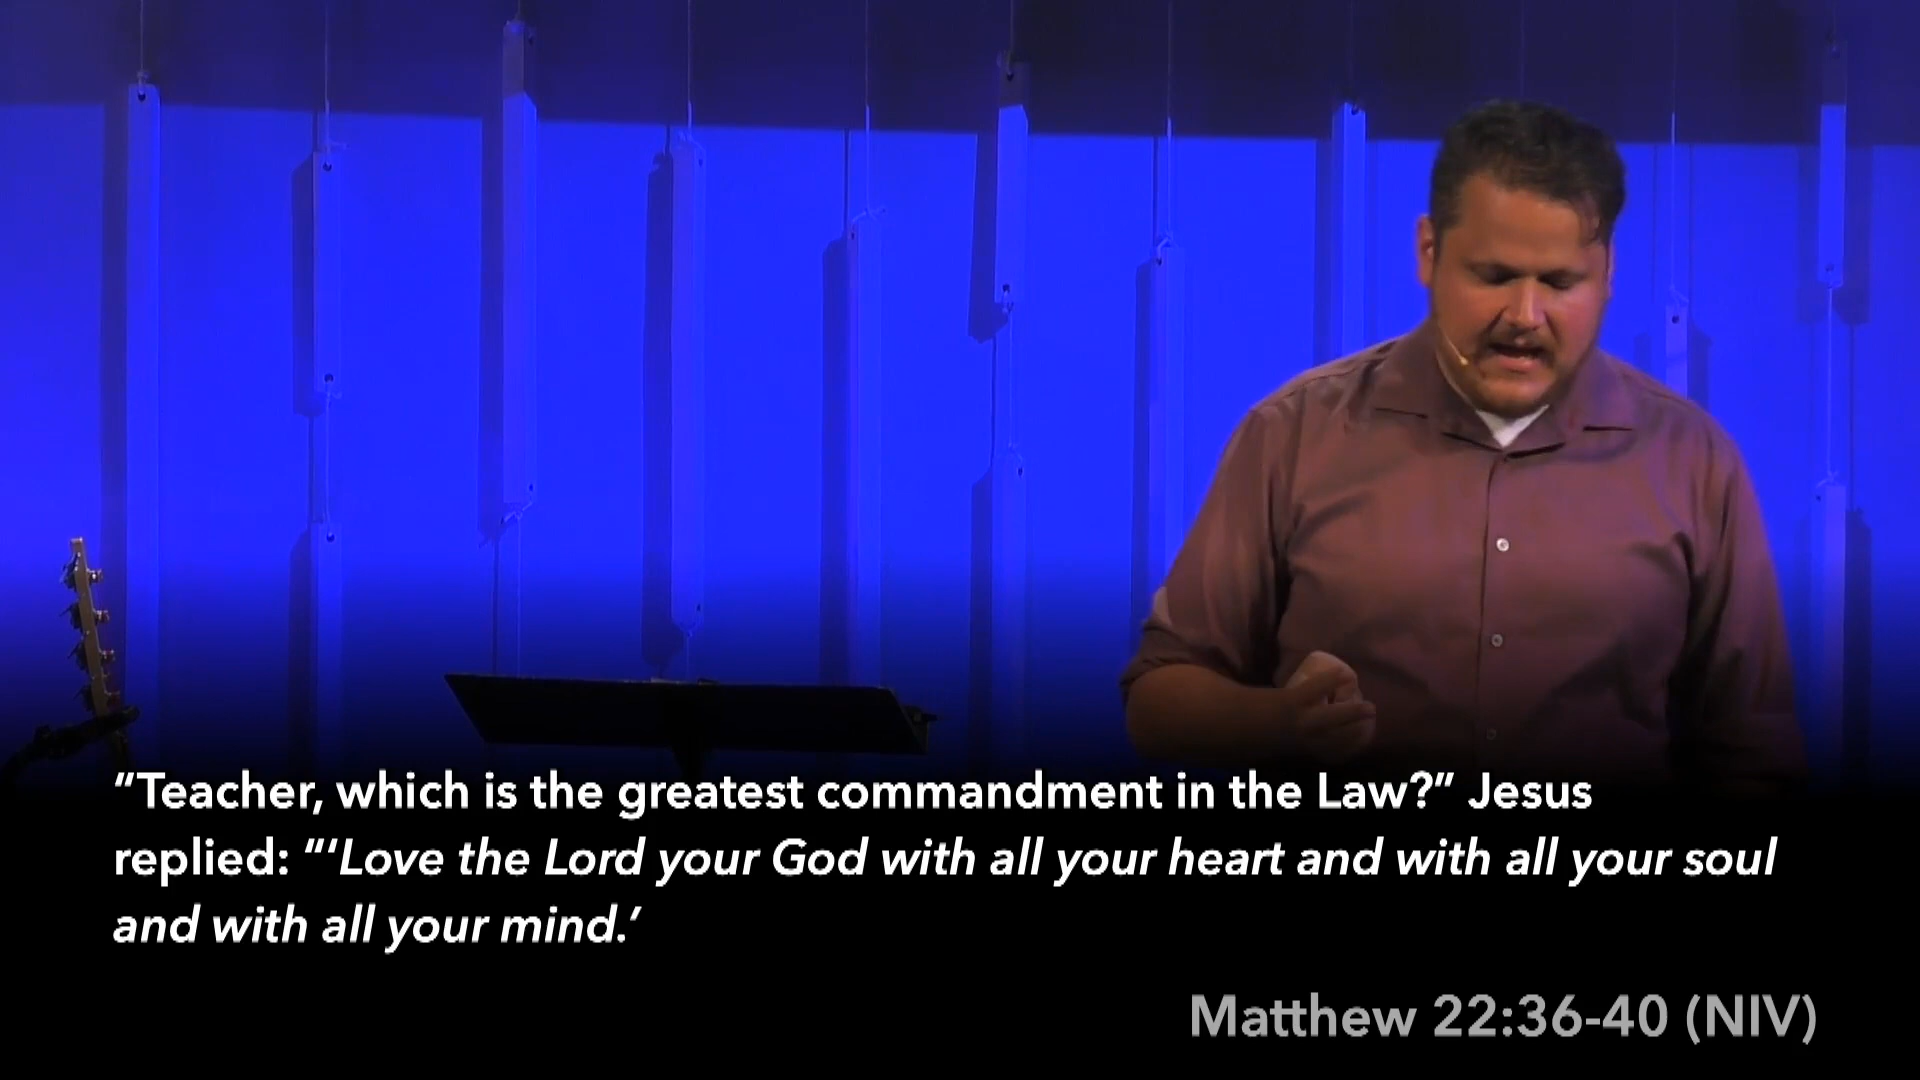 “Teacher, which is the greatest commandment in the Law?” Jesus
replied: “‘Love the Lord your God with all your heart and with all your soul
and with all your mind.’
Matthew 22:36-40 (NIV)